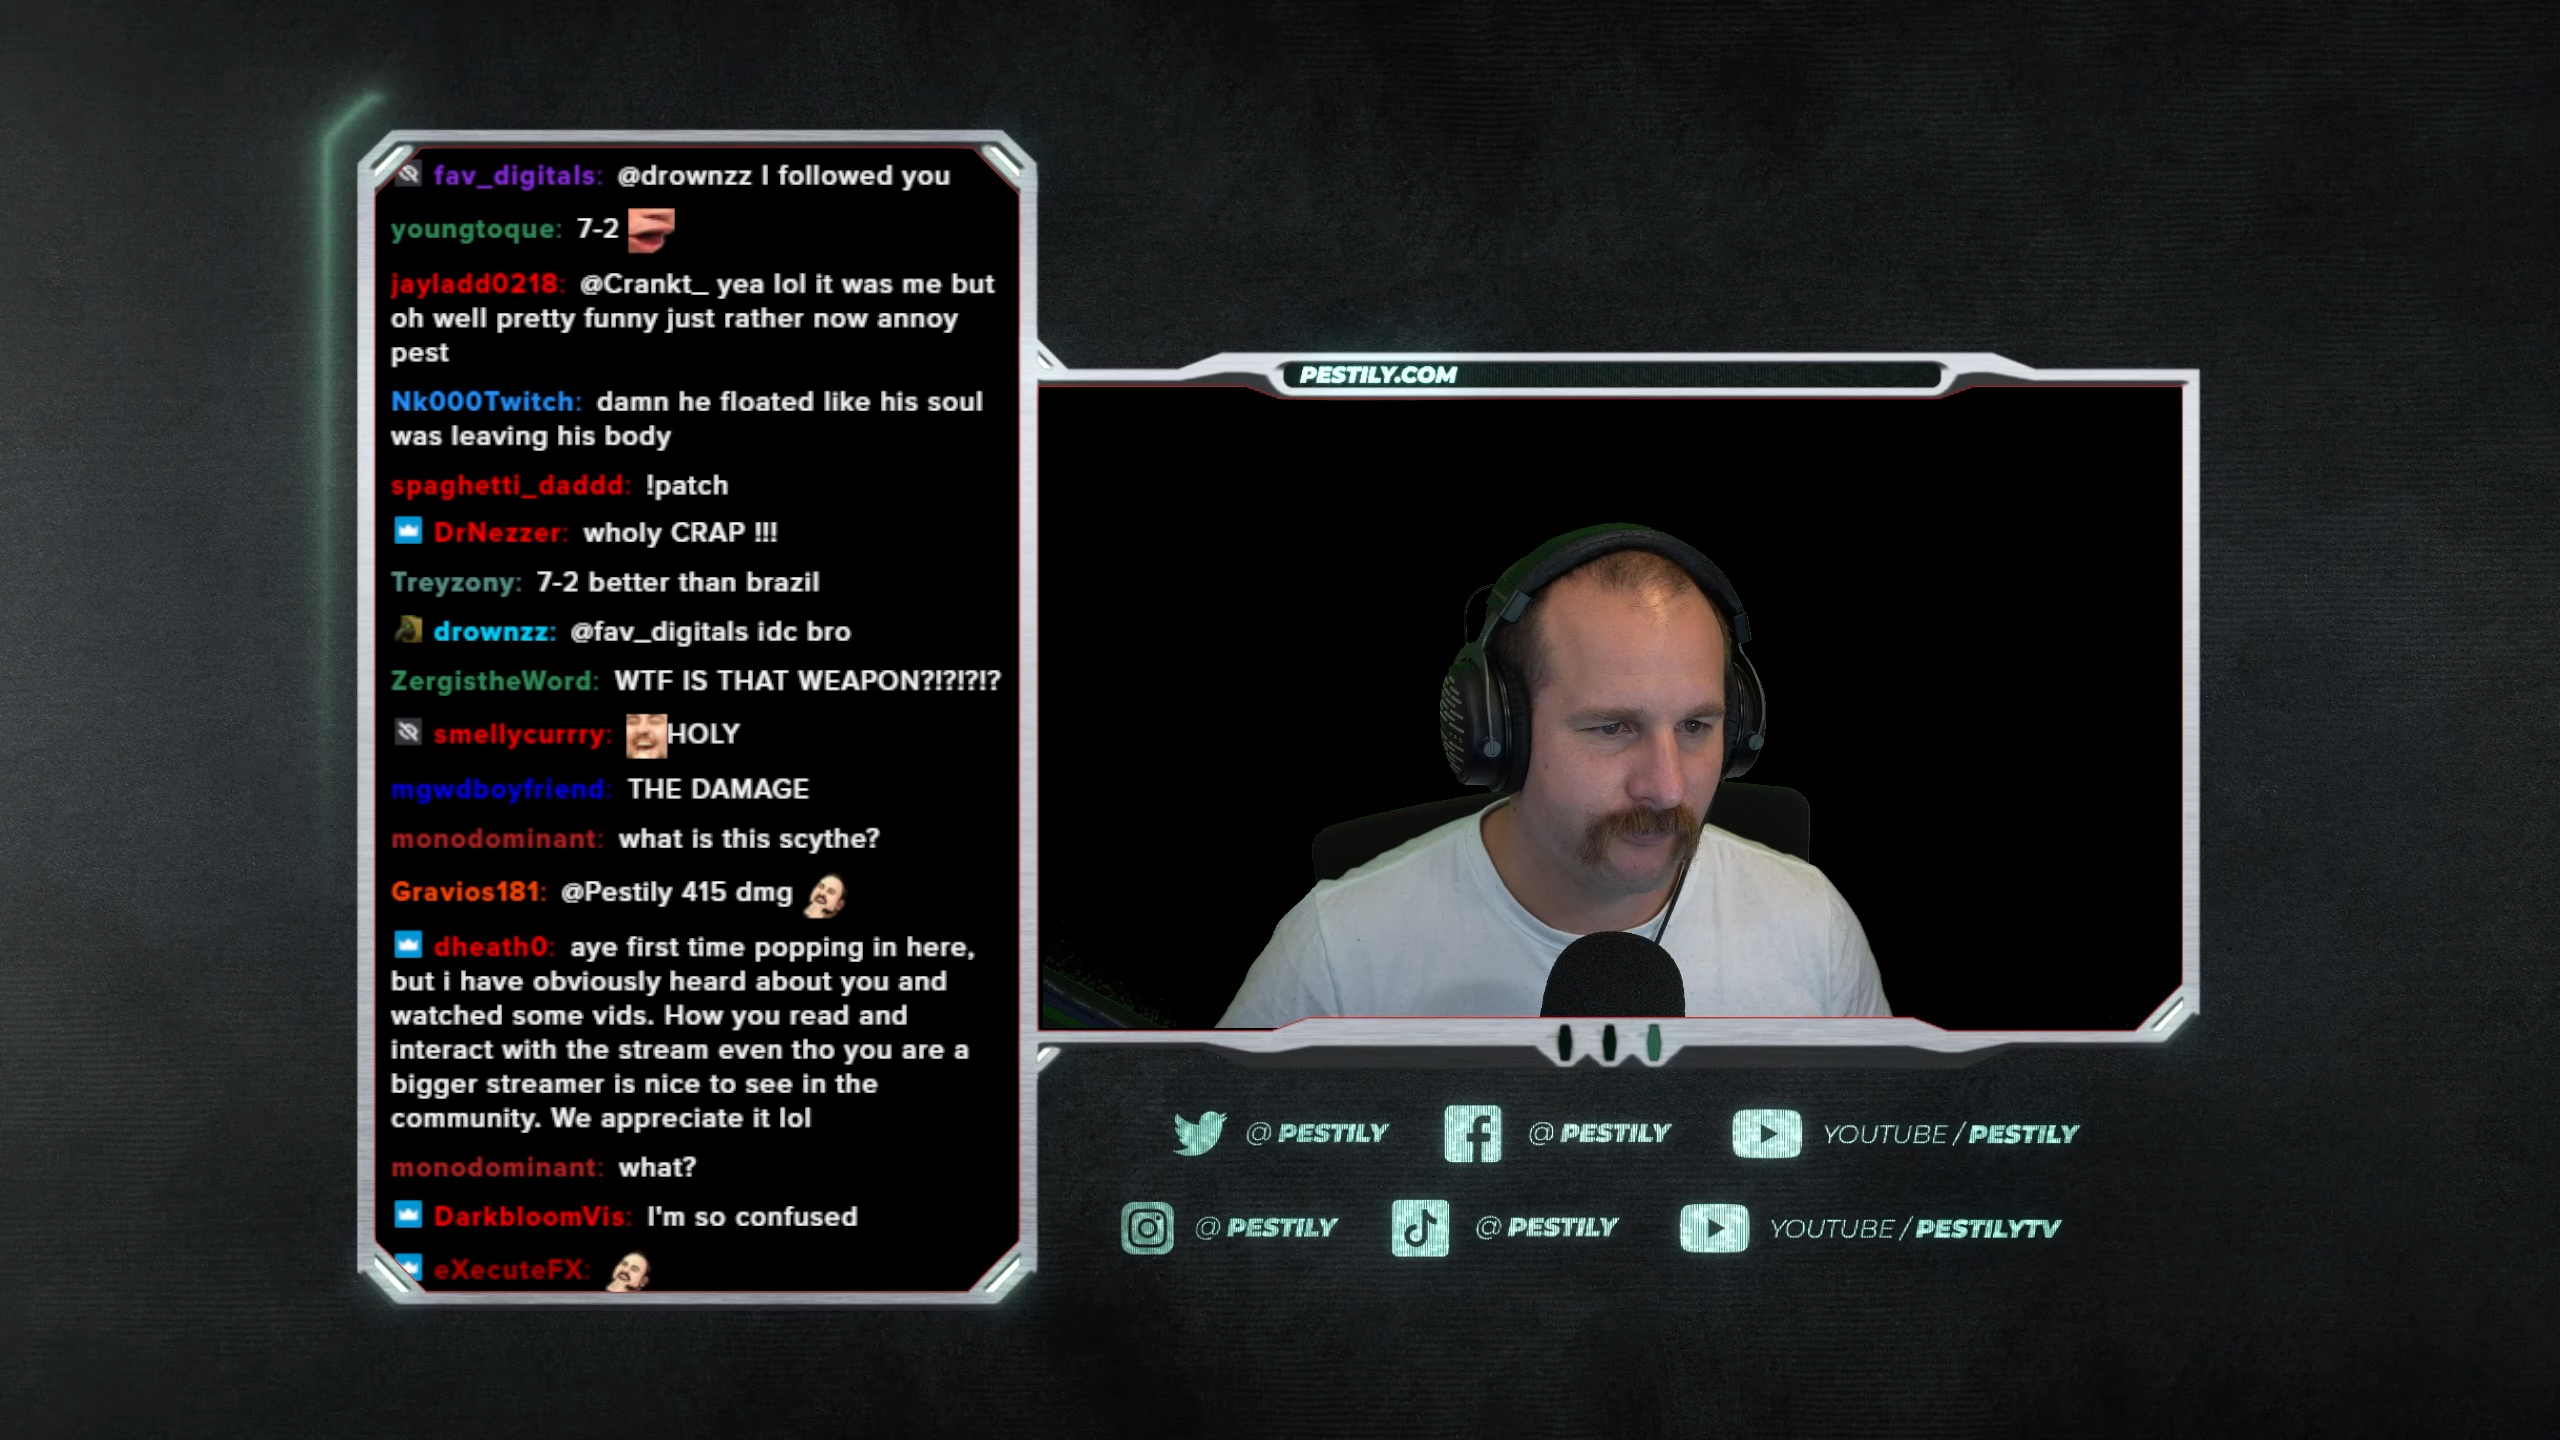 fav_digitals: @drownzz I followed you
youngtoque: 7-2
jayladd0218: @Crankt_ yea lol it was me but
oh well pretty funny just rather now annoy
pest
Nk000Twitch: damn he floated like his soul
was leaving his body
spaghetti_daddd: !patch
DrNezzer: wholy CRAP !!!
Treyzony: 7-2 better than brazil
drownzz: @fav_digitals idc bro
ZergistheWord: WTF IS THAT WEAPON?!?!?!?
smellycurrry: HOLY
mgwdboyfriend: THE DAMAGE
monodominant: what is this scythe?
Gravios181: @Pestily 415 dmg
dheath0: aye first time popping in here,
but i have obviously heard about you and
watched some vids. How you read and
interact with the stream even tho you are a
bigger streamer is nice to see in the
community. We appreciate it lol
monodominant: what?
DarkbloomVis: I'm so confused
eXecuteFX:
PESTILY.COM
@PESTILY
@PESTILY
YOUTUBE/PESTILY
@PESTILY
@PESTILY
YOUTUBE/PESTILYTV